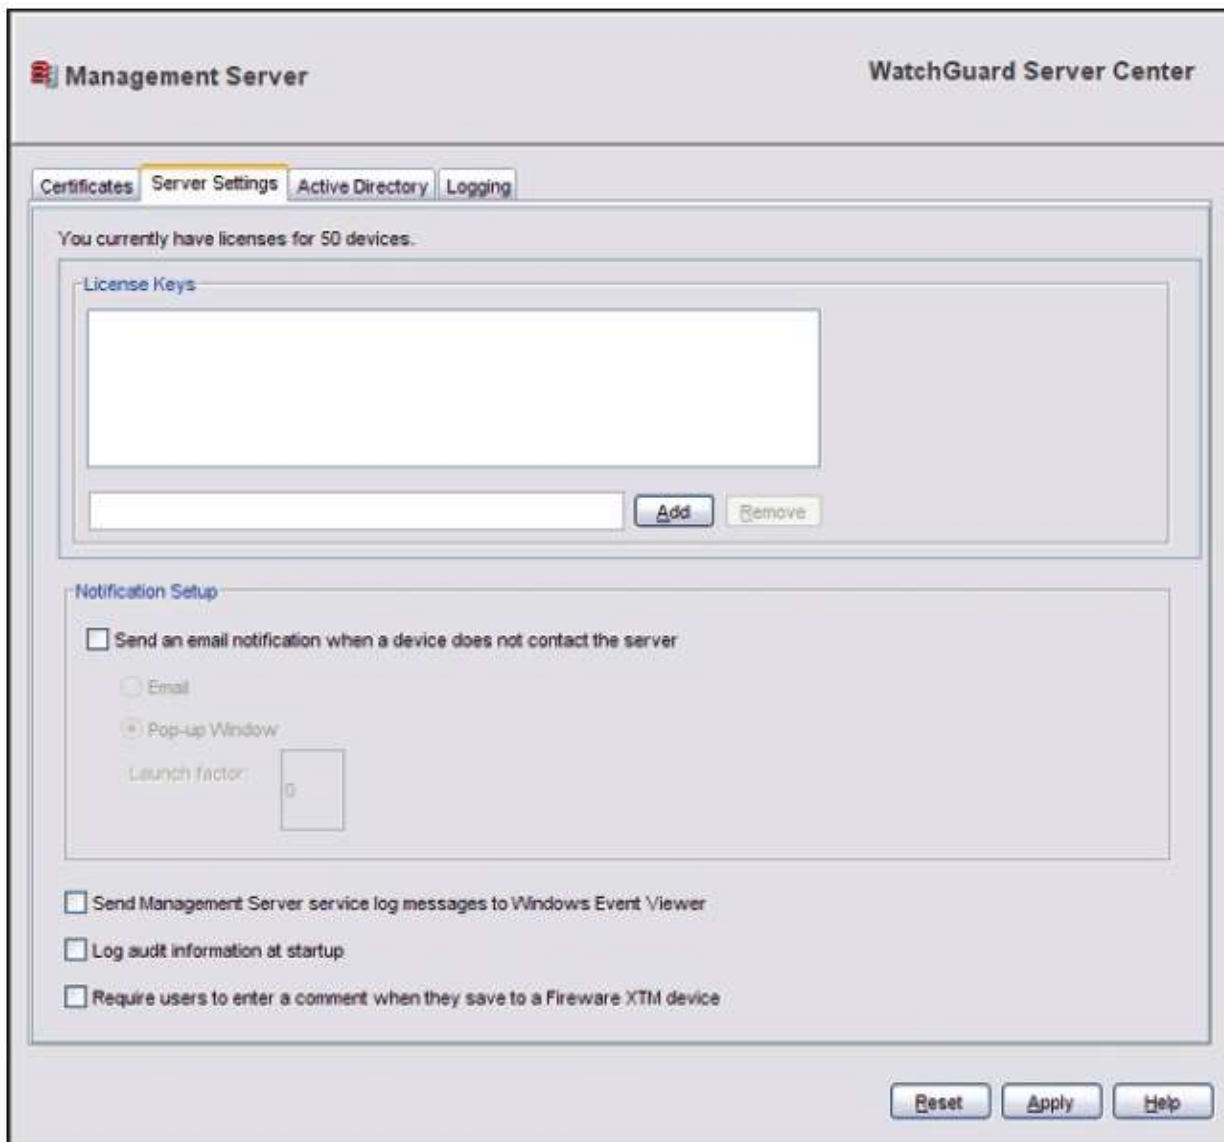 Management Server
WatchGuard Server Center
Certificates
Server Settings
Active Directory
Logging
You currently have licenses for 50 devices.
License Keys
Add
Remove
Notification Setup
Send an email notification when a device does not contact the server
Email
Pop-up Window
Launch factor:
0
Send Management Server service log messages to Windows Event Viewer
Log audit information at startup
Require users to enter a comment when they save to a Fireware XTM device
Reset
Apply
Help